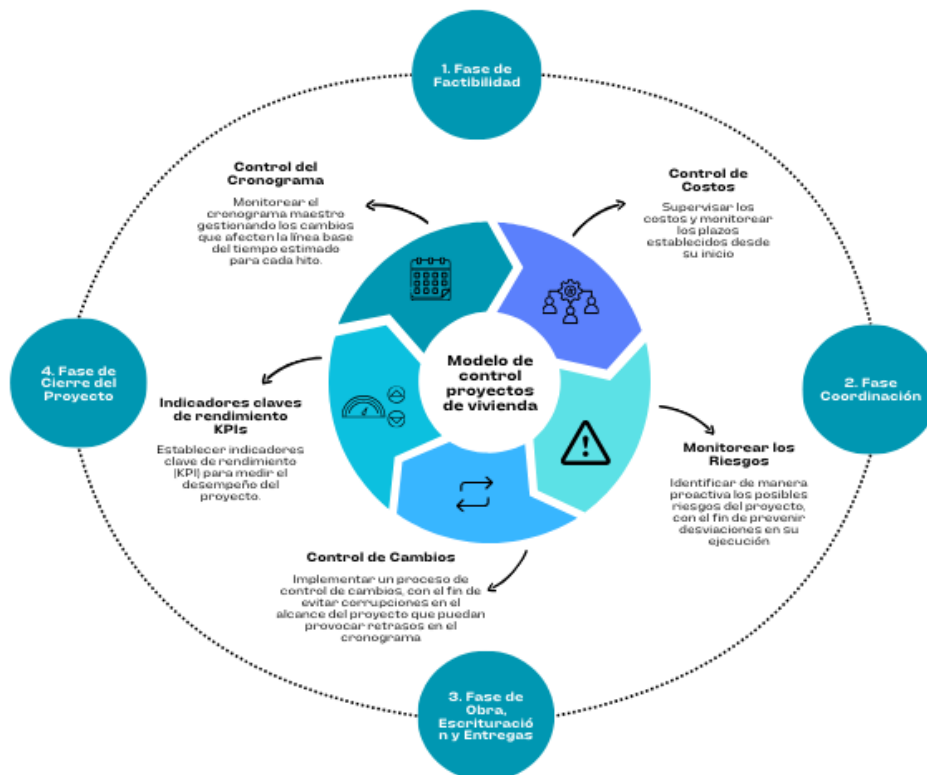 1. Fase de
Factibilidad
Control del
Cronograma
Monitorear el
cronograma maestro
gestionando los cambios
que afecten la línea base
del tiempo estimado
para cada hito.
Control de
Costos
Supervisar los
costos y monitorear
los plazos
establecidos desde
su inicio
4. Fase de
Cierre del
Proyecto
Modelo de
control
proyectos
de vivienda
2. Fase
Coordinación
Indicadores claves
de rendimiento
KPIs
Establecer indicadores
clave de rendimiento
(KPI) para medir el
desempeño del
proyecto.
Monitorear los
Riesgos
Identificar de manera
proactiva los posibles
riesgos del proyecto,
con el fin de prevenir
desviaciones en su
ejecución
Control de Cambios
Implementar un proceso de
control de cambios, con el fin de
evitar corrupciones en el
alcance del proyecto que puedan
provocar retrasos en el
cronograma
3. Fase de
Obra,
Escrituració
n y Entregas